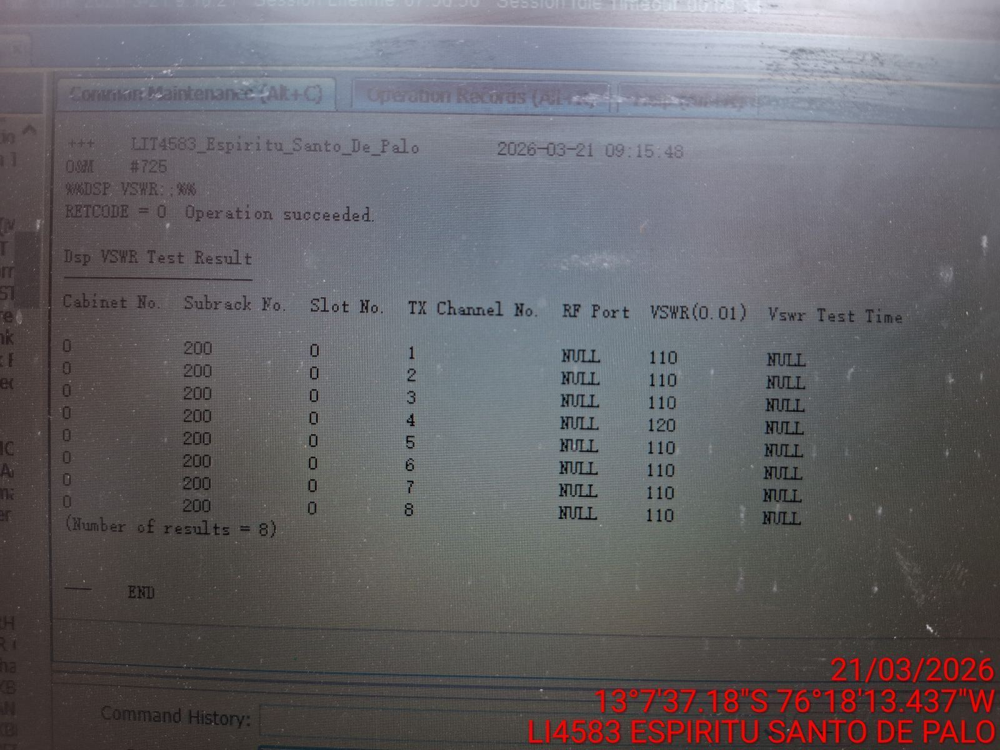 Session Lifetime: Session Idle Timeout
Common Maintenance (Alt+C) Operation Records
+++ LIT4583_Espiritu_Santo_De_Palo 2026-03-21 09:15:48
O&M #725
%%DSP VSWR:;%%
RETCODE = 0 Operation succeeded.
Dsp VSWR Test Result
Cabinet No. Subrack No. Slot No. TX Channel No. RF Port VSWR(0.01) Vswr Test Time
0 200 0 1 NULL 110 NULL
0 200 0 2 NULL 110 NULL
0 200 0 3 NULL 110 NULL
0 200 0 4 NULL 120 NULL
0 200 0 5 NULL 110 NULL
0 200 0 6 NULL 110 NULL
0 200 0 7 NULL 110 NULL
0 200 0 8 NULL 110 NULL
(Number of results = 8)
--- END
Command History:
21/03/2026
13°7'37.18"S 76°18'13.437"W
LI4583 ESPIRITU SANTO DE PALO